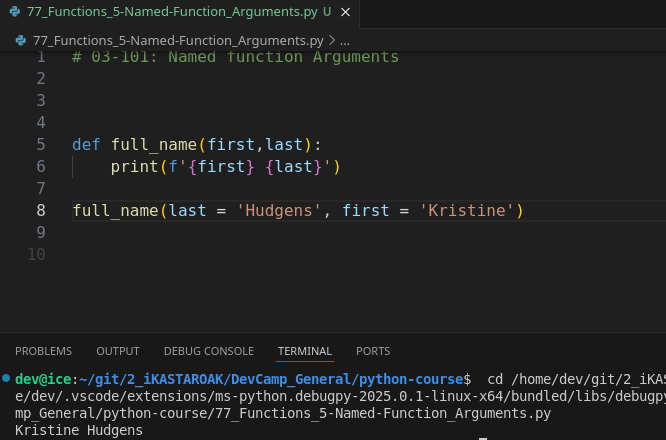 77_Functions_5-Named-Function_Arguments.py U
77_Functions_5-Named-Function_Arguments.py > ...
1 # 03-101: Named function Arguments
2
3
4
5 def full_name(first,last):
6 print(f'{first} {last}')
7
8 full_name(last = 'Hudgens', first = 'Kristine')
9
10
PROBLEMS OUTPUT DEBUG CONSOLE TERMINAL PORTS
dev@ice:~/git/2_iKASTAROAK/DevCamp_General/python-course$ cd /home/dev/git/2_iKAS
e/dev/.vscode/extensions/ms-python.debugpy-2025.0.1-linux-x64/bundled/libs/debugpy
mp_General/python-course/77_Functions_5-Named-Function_Arguments.py
Kristine Hudgens